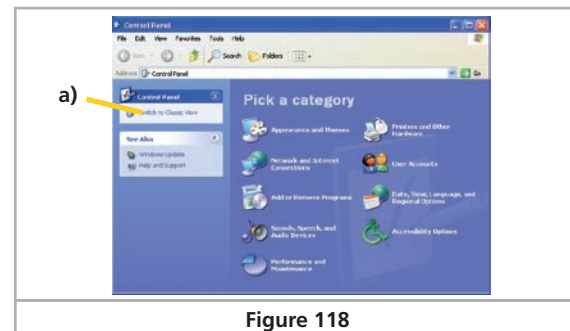 Control Panel
File Edit View Favorites Tools Help
Back Search Folders
Address Control Panel Go
a)
Control Panel
Switch to Classic View
See Also
Windows Update
Help and Support
Pick a category
Appearance and Themes
Printers and Other
Hardware
Network and Internet
Connections
User Accounts
Add or Remove Programs
Date, Time, Language, and
Regional Options
Sounds, Speech, and
Audio Devices
Accessibility Options
Performance and
Maintenance
Figure 118